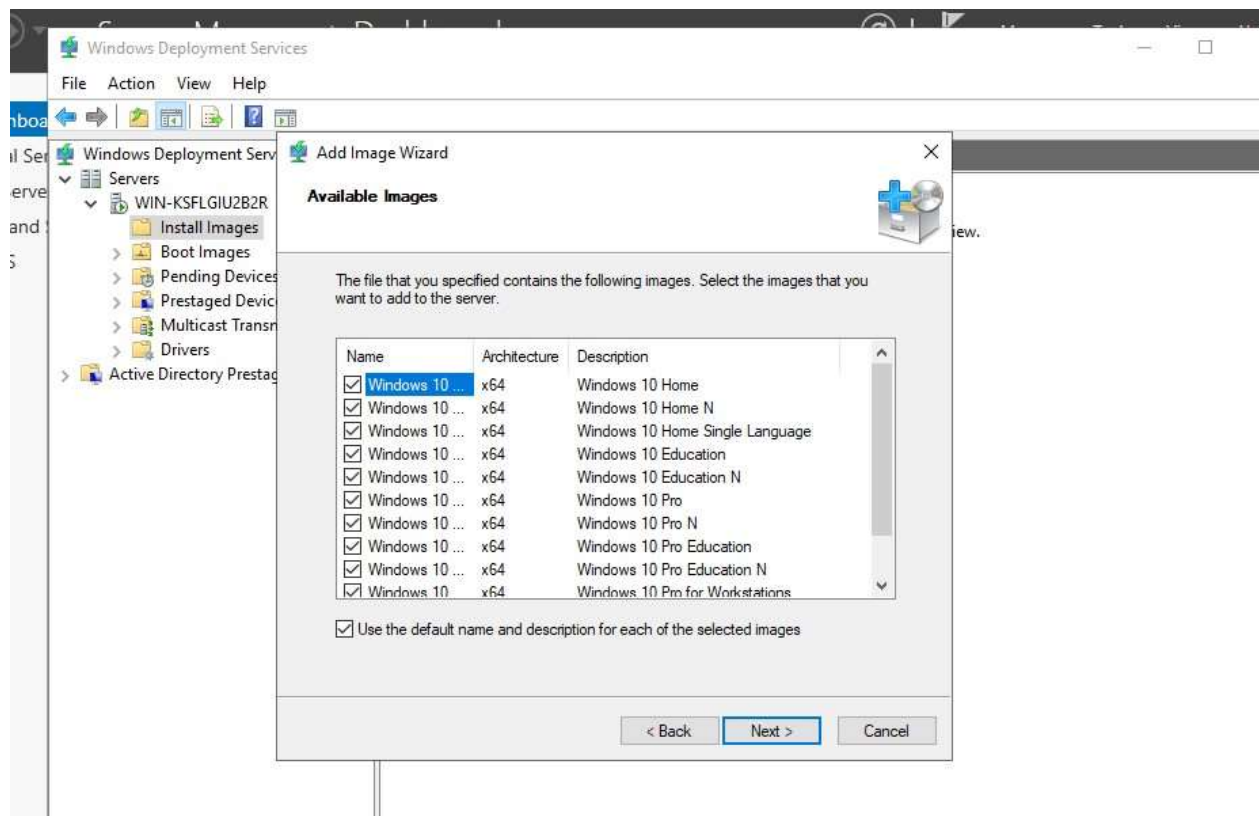 Windows Deployment Services
File Action View Help
Windows Deployment Serv
Servers
WIN-KSFLGIU2B2R
Install Images
Boot Images
Pending Devices
Prestaged Devic
Multicast Transm
Drivers
Active Directory Prestag
Add Image Wizard
Available Images
The file that you specified contains the following images. Select the images that you
want to add to the server.
Name Architecture Description
Windows 10 ... x64 Windows 10 Home
Windows 10 ... x64 Windows 10 Home N
Windows 10 ... x64 Windows 10 Home Single Language
Windows 10 ... x64 Windows 10 Education
Windows 10 ... x64 Windows 10 Education N
Windows 10 ... x64 Windows 10 Pro
Windows 10 ... x64 Windows 10 Pro N
Windows 10 ... x64 Windows 10 Pro Education
Windows 10 ... x64 Windows 10 Pro Education N
Windows 10 x64 Windows 10 Pro for Workstations
Use the default name and description for each of the selected images
< Back Next > Cancel
iew.
nboa
al Ser
erve
and